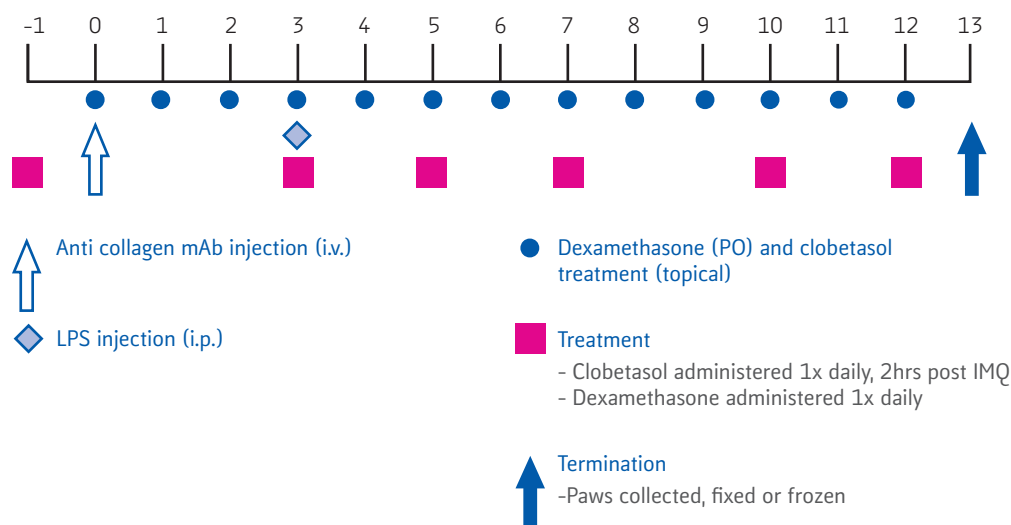 -1 0 1 2 3 4 5 6 7 8 9 10 11 12 13
Anti collagen mAb injection (i.v.)
LPS injection (i.p.)
Dexamethasone (PO) and clobetasol
treatment (topical)
Treatment
- Clobetasol administered 1x daily, 2hrs post IMQ
- Dexamethasone administered 1x daily
Termination
-Paws collected, fixed or frozen